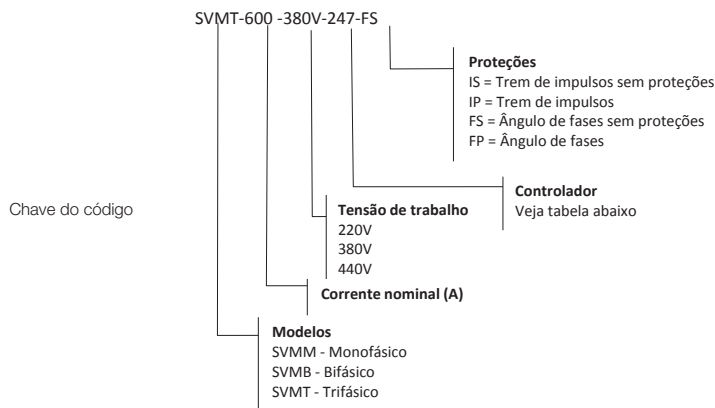 SVMT-600 -380V-247-FS
Proteções
IS = Trem de impulsos sem proteções
IP = Trem de impulsos
FS = Ângulo de fases sem proteções
FP = Ângulo de fases
Controlador
Veja tabela abaixo
Chave do código
Tensão de trabalho
220V
380V
440V
Corrente nominal (A)
Modelos
SVMM - Monofásico
SVMB - Bifásico
SVMT - Trifásico